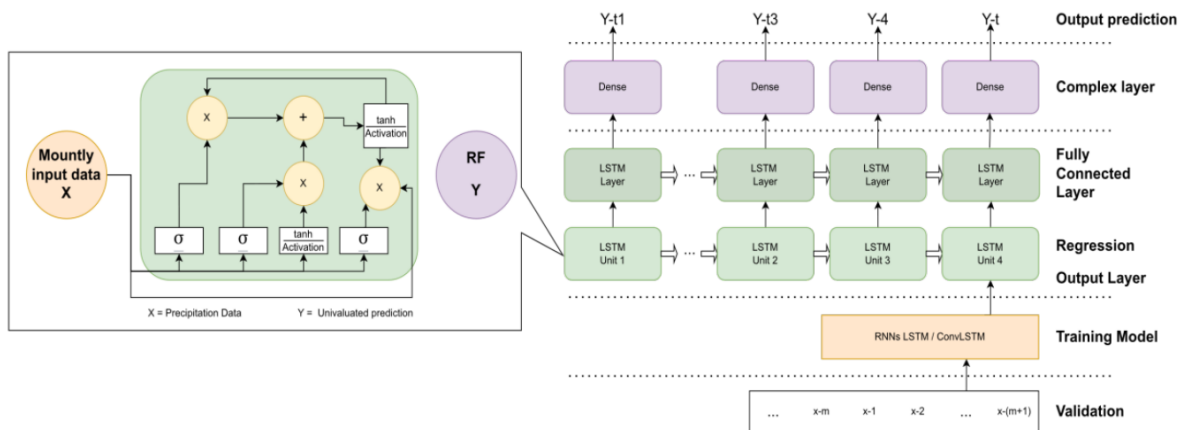 Y-t1 Y-t3 Y-4 Y-t Output prediction
Dense Dense Dense Dense Complex layer
X + tanh
Activation
Mountly
input data
X
X X
RF
Y
LSTM
Layer
...
LSTM
Layer
LSTM
Layer
LSTM
Layer
Fully
Connected
Layer
σ σ tanh
Activation
σ
LSTM
Unit 1
...
LSTM
Unit 2
LSTM
Unit 3
LSTM
Unit 4
Regression
Output Layer
X = Precipitation Data Y = Univaluated prediction
RNNs LSTM / ConvLSTM Training Model
... x-m x-1 x-2 ... x-(m+1) Validation